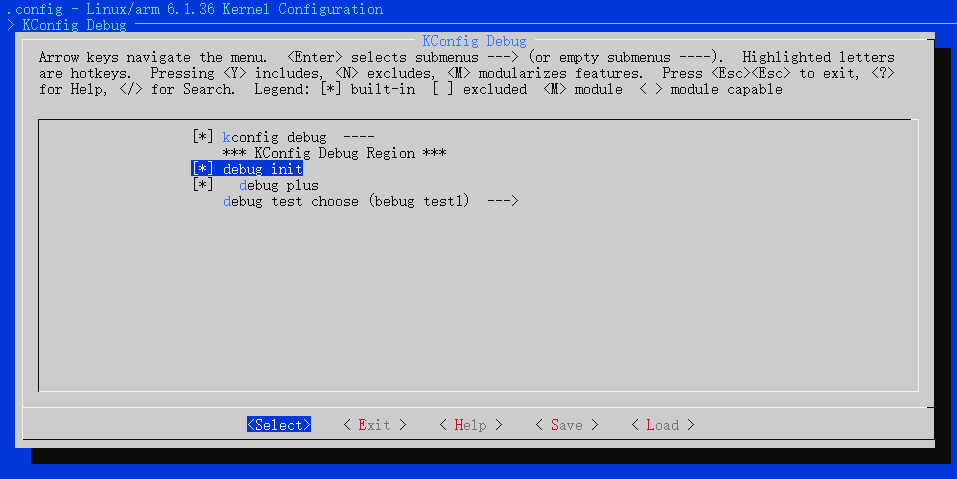 .config - Linux/arm 6.1.36 Kernel Configuration
> KConfig Debug
KConfig Debug
Arrow keys navigate the menu.  <Enter> selects submenus ---> (or empty submenus ----).  Highlighted letters
are hotkeys.  Pressing <Y> includes, <N> excludes, <M> modularizes features.  Press <Esc><Esc> to exit, <?>
for Help, </> for Search.  Legend: [*] built-in  [ ] excluded  <M> module  < > module capable
[*] kconfig debug  ----
*** KConfig Debug Region ***
[*] debug init
[*]   debug plus
debug test choose (bebug test1)  --->
<Select>    < Exit >    < Help >    < Save >    < Load >